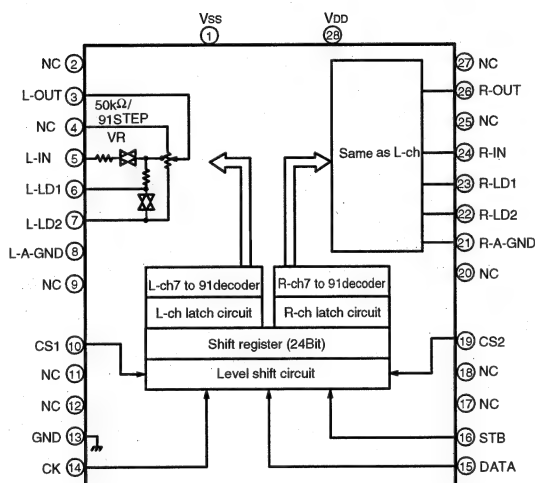 VSS VDD
1 28
NC 2
L-OUT 3
NC 4
L-IN 5
L-LD1 6
L-LD2 7
L-A-GND 8
NC 9
CS1 10
NC 11
NC 12
GND 13
CK 14
50kΩ/
91STEP
VR
Same as L-ch
L-ch7 to 91decoder
R-ch7 to 91decoder
L-ch latch circuit
R-ch latch circuit
Shift register (24Bit)
Level shift circuit
27 NC
26 R-OUT
25 NC
24 R-IN
23 R-LD1
22 R-LD2
21 R-A-GND
20 NC
19 CS2
18 NC
17 NC
16 STB
15 DATA